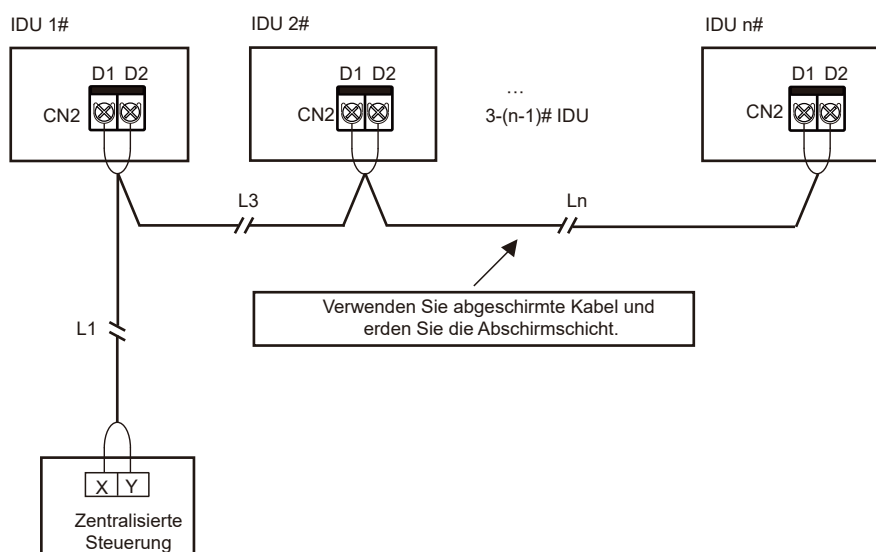 IDU 1#
IDU 2#
IDU n#
D1 D2
D1 D2
D1 D2
CN2
CN2
CN2
...
3-(n-1)# IDU
L3
Ln
Verwenden Sie abgeschirmte Kabel und
erden Sie die Abschirmschicht.
L1
X Y
Zentralisierte
Steuerung